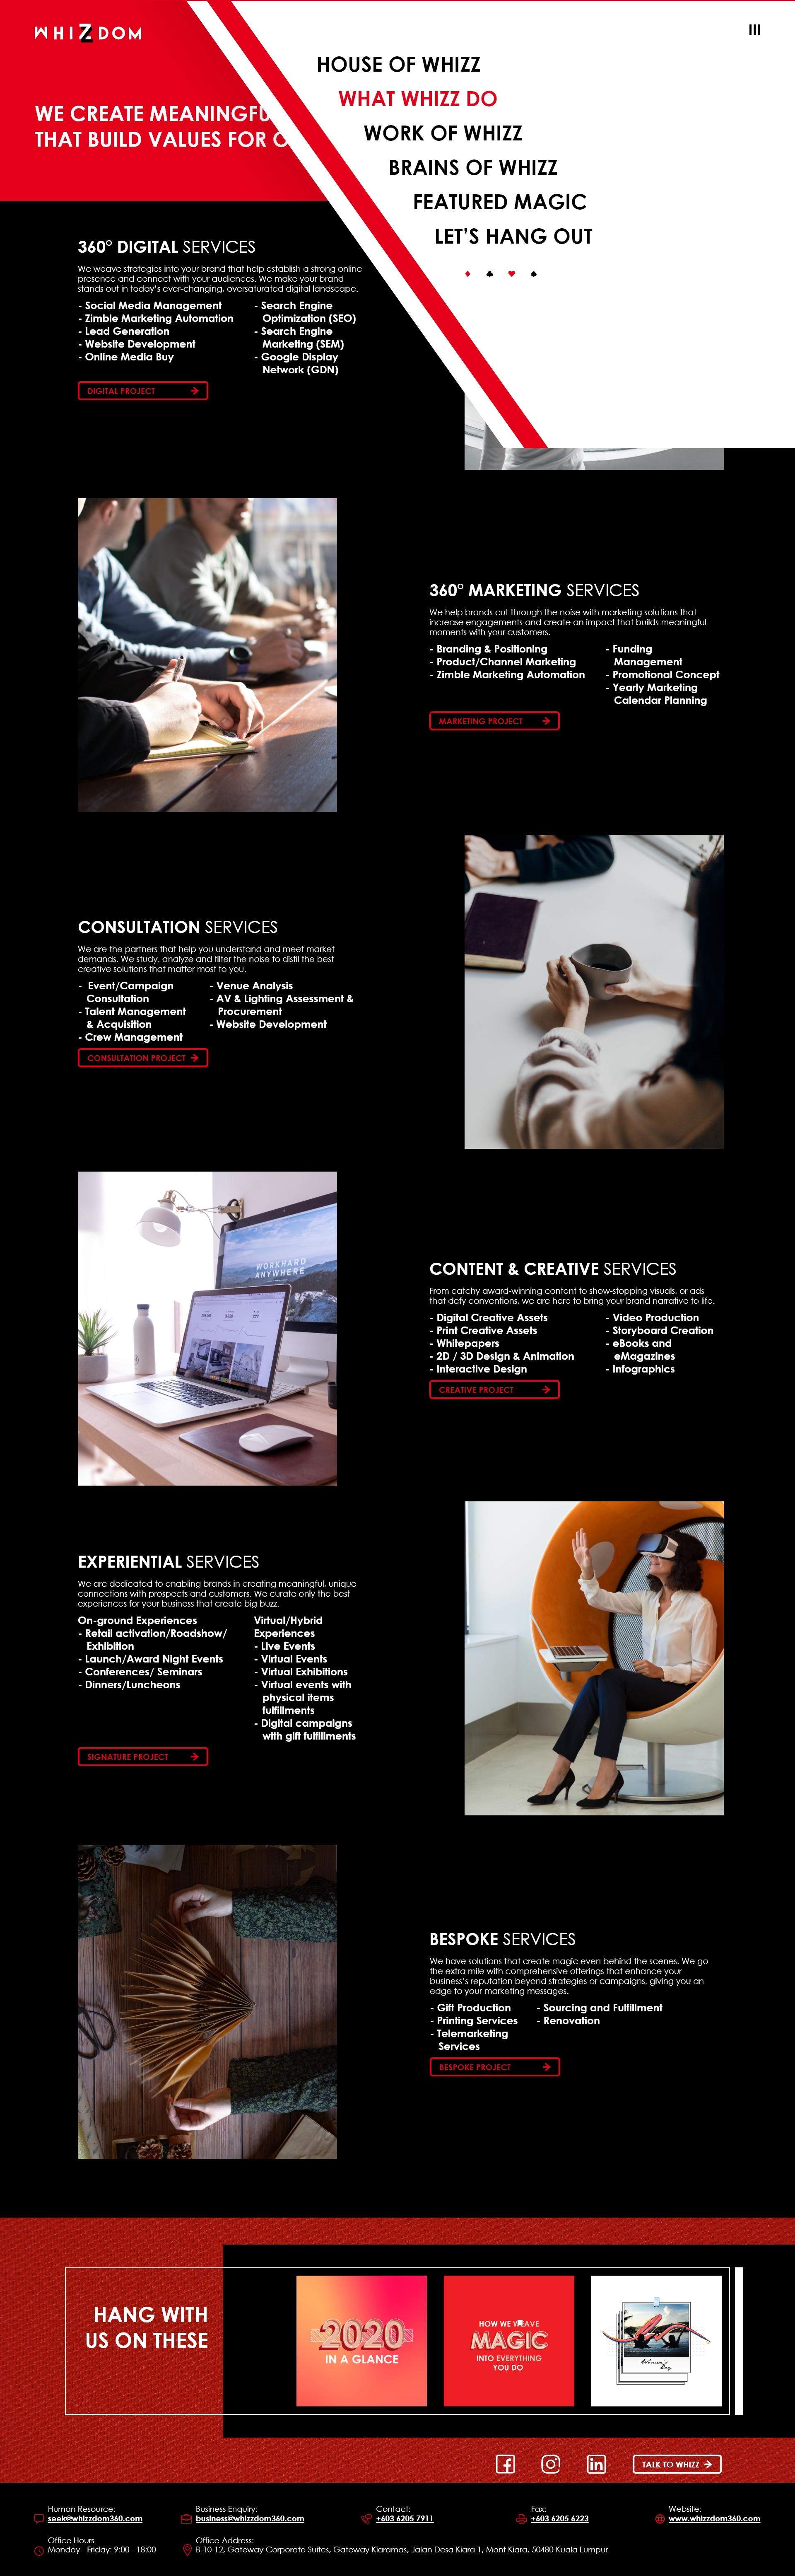 WHIZZDOM
HOUSE OF WHIZZ
WHAT WHIZZ DO
WORK OF WHIZZ
BRAINS OF WHIZZ
FEATURED MAGIC
LET'S HANG OUT
WE CREATE MEANINGFU
THAT BUILD VALUES FOR
360° DIGITAL SERVICES
We weave strategies into your brand that help establish a strong online
presence and connect with your audiences. We make your brand
stands out in today's ever-changing, oversaturated digital landscape.
- Social Media Management
- Zimble Marketing Automation
- Lead Generation
- Website Development
- Online Media Buy
- Search Engine
Optimization (SEO)
- Search Engine
Marketing (SEM)
- Google Display
Network (GDN)
DIGITAL PROJECT
360° MARKETING SERVICES
We help brands cut through the noise with marketing solutions that
increase engagements and create an impact that builds meaningful
moments with your customers.
- Branding & Positioning
- Product/Channel Marketing
- Zimble Marketing Automation
- Funding
Management
- Promotional Concept
- Yearly Marketing
Calendar Planning
MARKETING PROJECT
CONSULTATION SERVICES
We are the partners that help you understand and meet market
demands. We study, analyze and filter the noise to distil the best
creative solutions that matter most to you.
- Event/Campaign
Consultation
- Talent Management
& Acquisition
- Crew Management
- Venue Analysis
- AV & Lighting Assessment &
Procurement
- Website Development
CONSULTATION PROJECT
WORKHARD
ANYWHERE
CONTENT & CREATIVE SERVICES
From catchy award-winning content to show-stopping visuals, or ads
that defy conventions, we are here to bring your brand narrative to life.
- Digital Creative Assets
- Print Creative Assets
- Whitepapers
- 2D / 3D Design & Animation
- Interactive Design
- Video Production
- Storyboard Creation
- eBooks and
eMagazines
- Infographics
CREATIVE PROJECT
EXPERIENTIAL SERVICES
We are dedicated to enabling brands in creating meaningful, unique
connections with prospects and customers. We curate only the best
experiences for your business that create big buzz.
On-ground Experiences
- Retail activation/Roadshow/
Exhibition
- Launch/Award Night Events
- Conferences/ Seminars
- Dinners/Luncheons
Virtual/Hybrid
Experiences
- Live Events
- Virtual Events
- Virtual Exhibitions
- Virtual events with
physical items
fulfillments
- Digital campaigns
with gift fulfillments
SIGNATURE PROJECT
BESPOKE SERVICES
We have solutions that create magic even behind the scenes. We go
the extra mile with comprehensive offerings that enhance your
business's reputation beyond strategies or campaigns, giving you an
edge to your marketing messages.
- Gift Production
- Printing Services
- Telemarketing
Services
- Sourcing and Fulfillment
- Renovation
BESPOKE PROJECT
HANG WITH
US ON THESE
2020
IN A GLANCE
HOW WE WEAVE
MAGIC
INTO EVERYTHING
YOU DO
Women's
Day
TALK TO WHIZZ
Human Resource:
seek@whizzdom360.com
Business Enquiry:
business@whizzdom360.com
Contact:
+603 6205 7911
Fax:
+603 6205 6223
Website:
www.whizzdom360.com
Office Hours
Monday - Friday: 9:00 - 18:00
Office Address:
B-10-12, Gateway Corporate Suites, Gateway Kiaramas, Jalan Desa Kiara 1, Mont Kiara, 50480 Kuala Lumpur